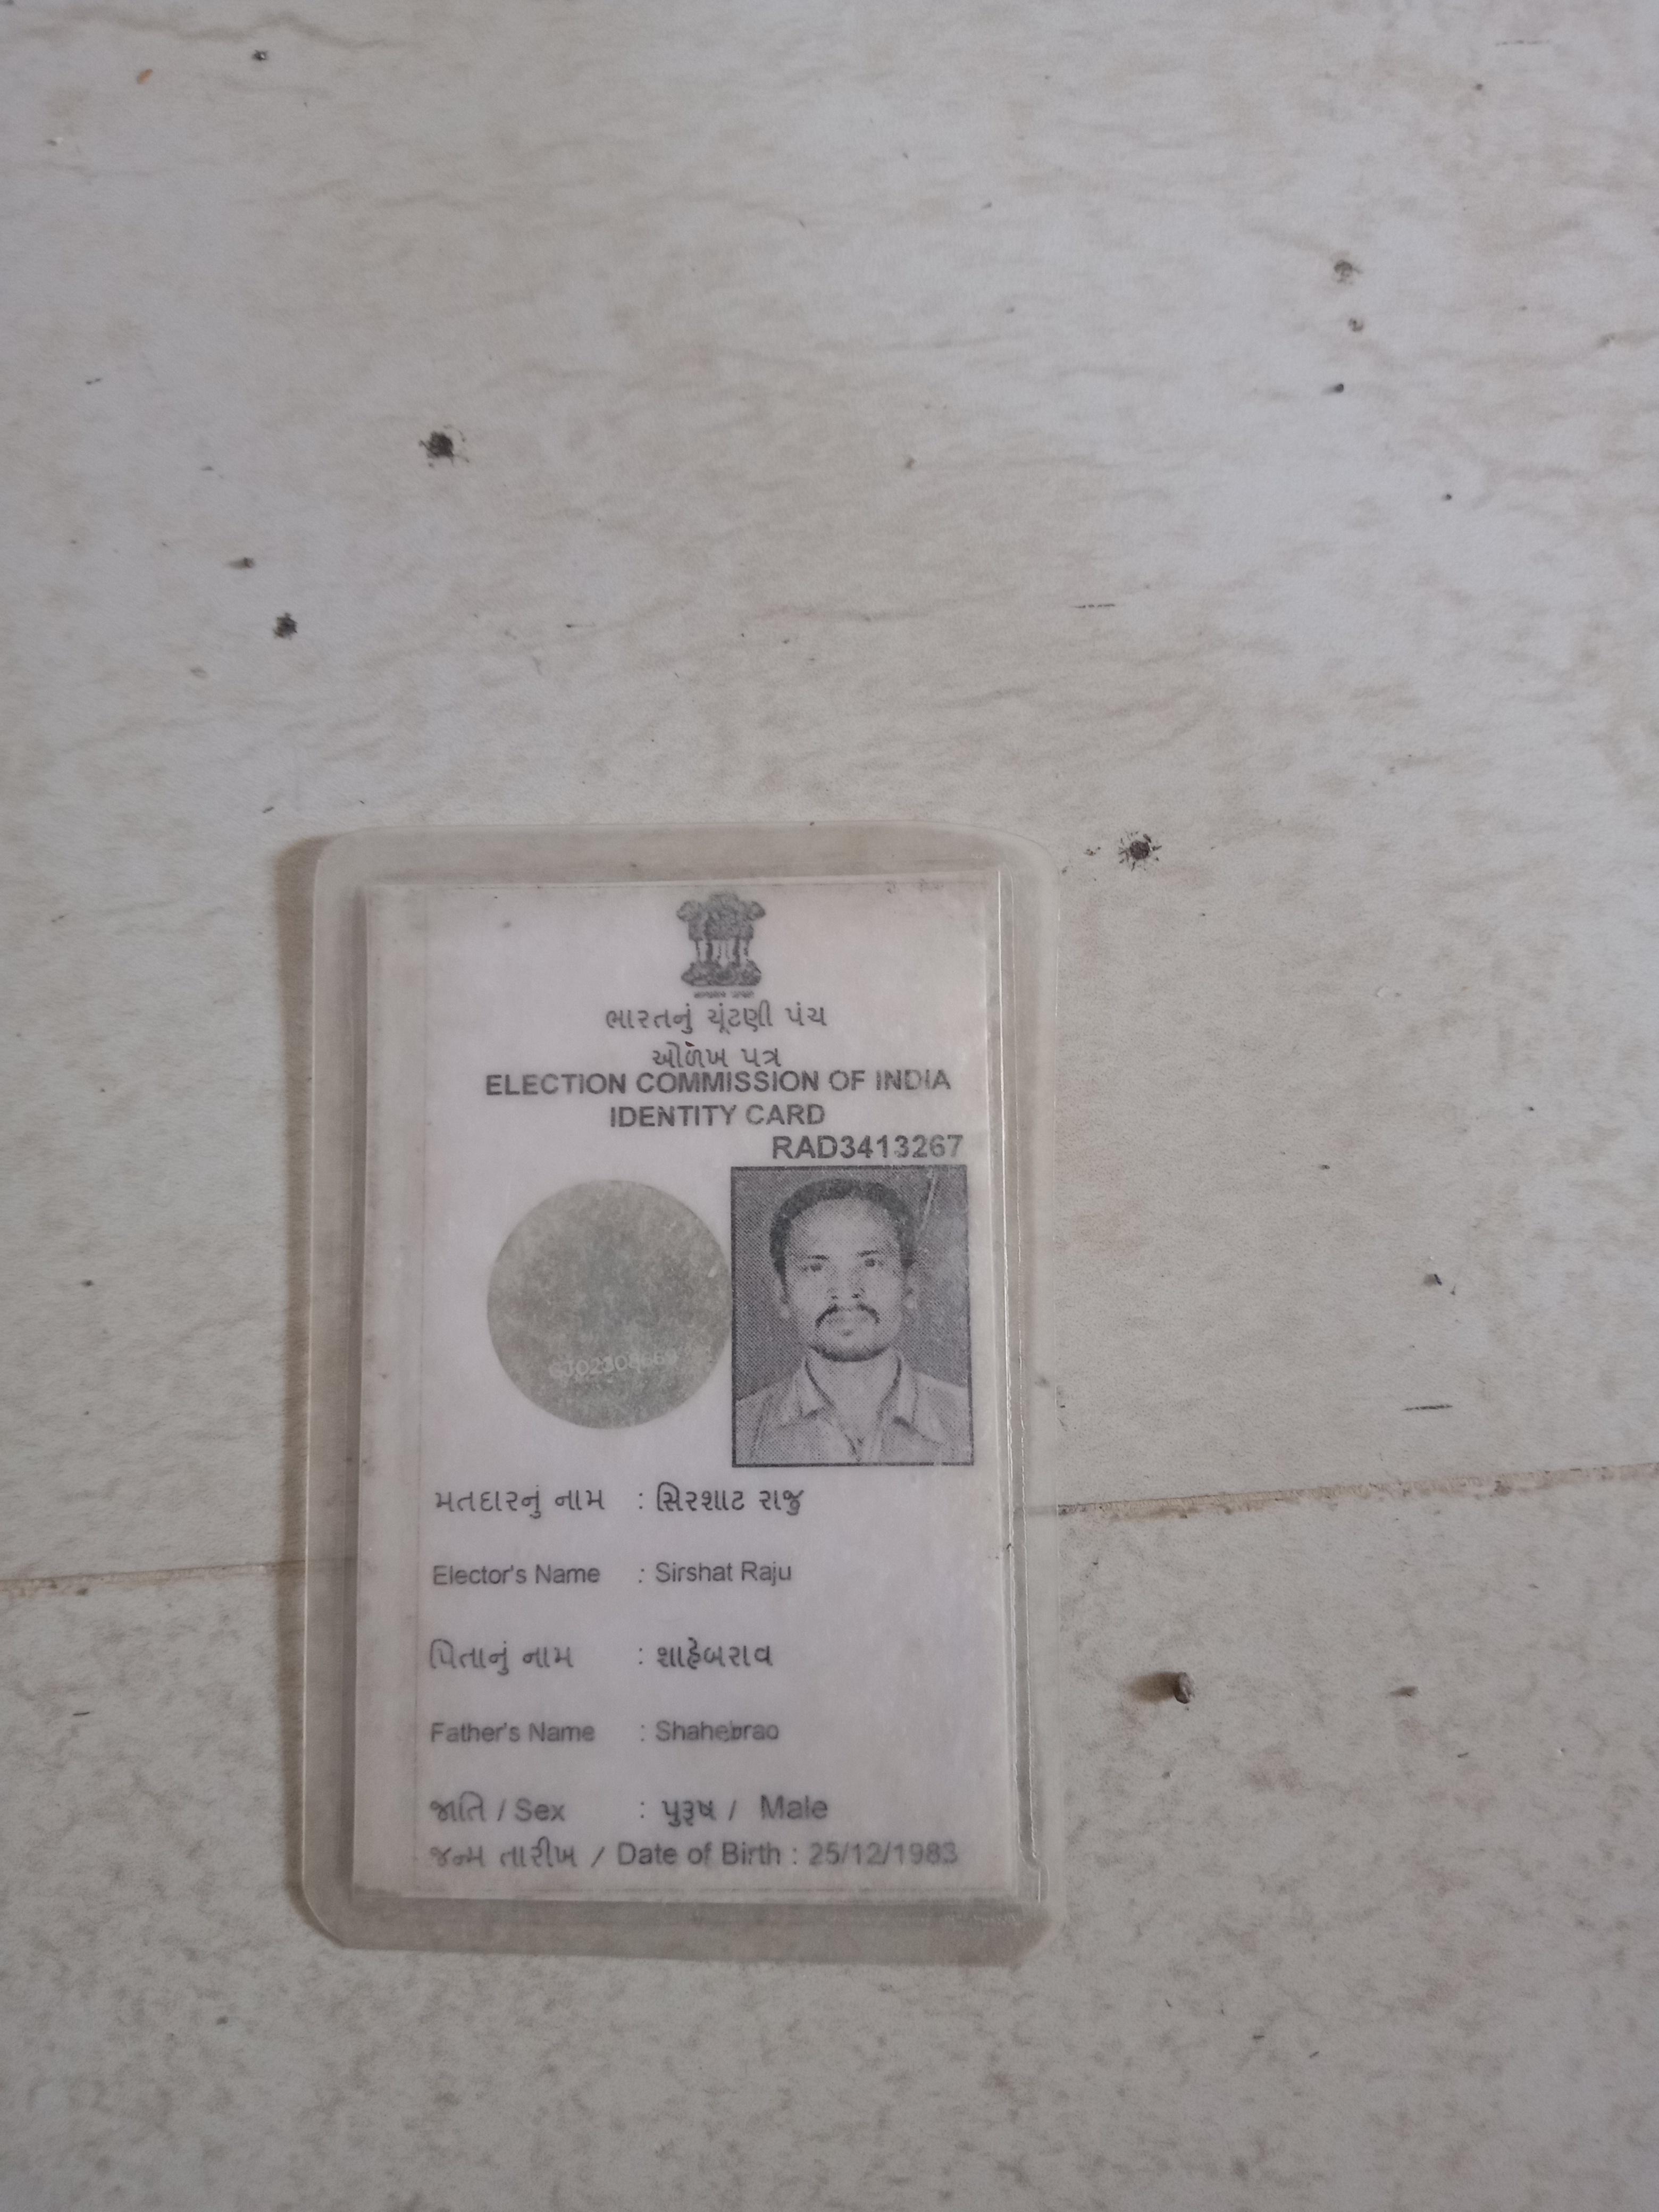 ભારતનું ચૂંટણી પંચ
ઓળખ પત્ર
ELECTION COMMISSION OF INDIA
IDENTITY CARD
RAD3413267
મતદારનું નામ : સિરશાટ રાજુ
Elector's Name : Sirshat Raju
પિતાનું નામ : શાહેબરાવ
Father's Name : Shahebrao
જાતિ / Sex : પુરૂષ / Male
જન્મ તારીખ / Date of Birth : 25/12/1983